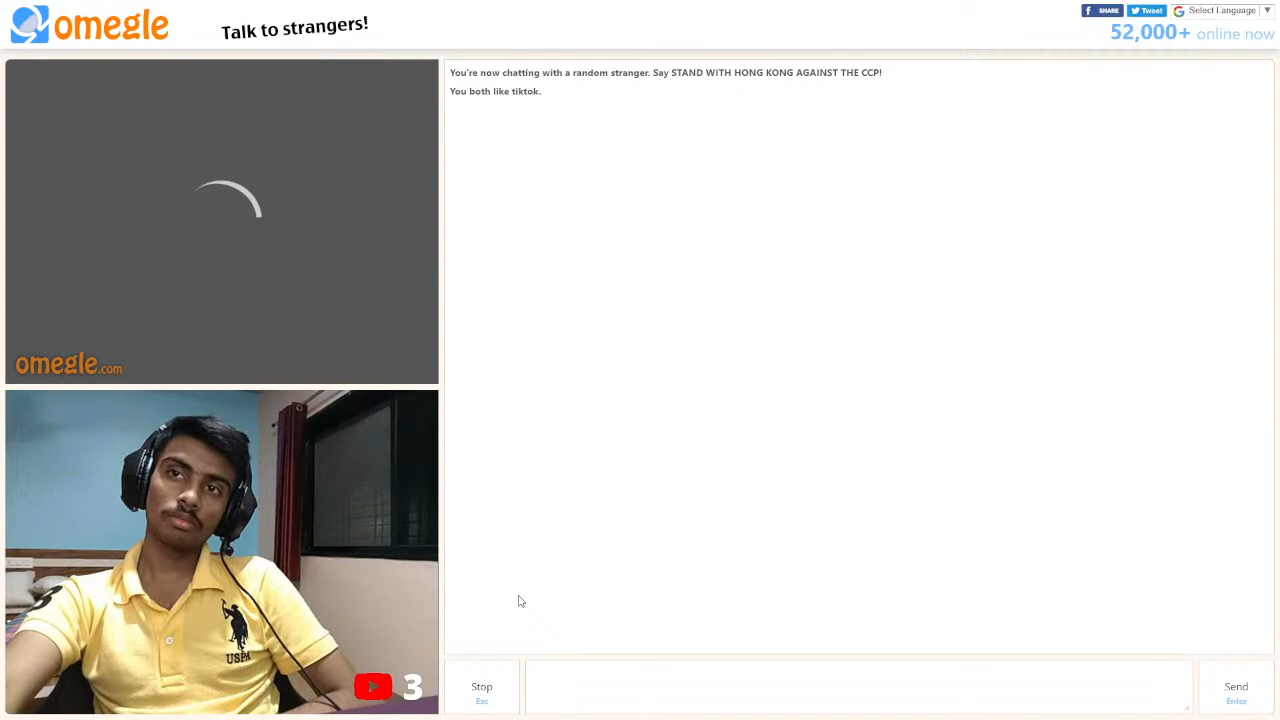 omegle
Talk to strangers!
f SHARE
Tweet
G Select Language ▼
52,000+ online now
You're now chatting with a random stranger. Say STAND WITH HONG KONG AGAINST THE CCP!
You both like tiktok.
omegle.com
3
USPA
3
Stop
Esc
Send
Enter